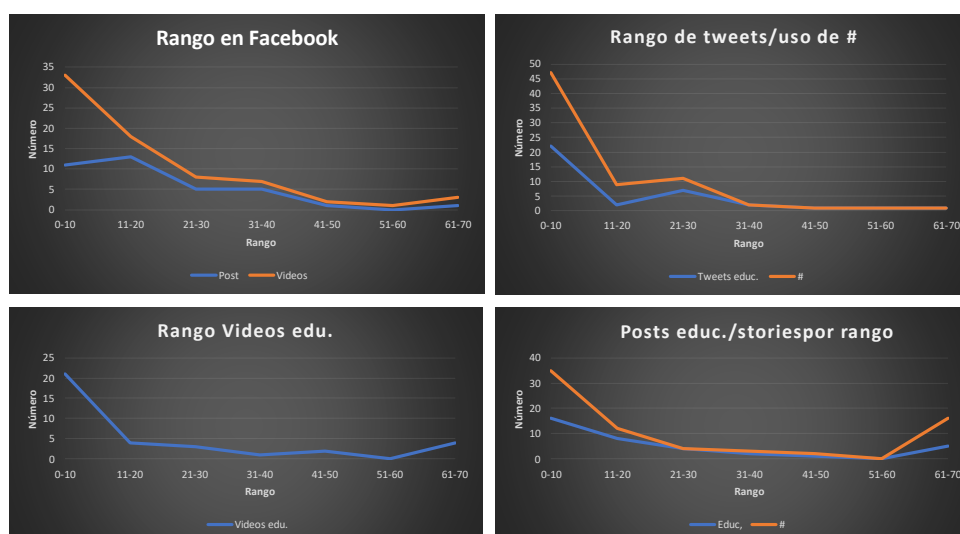 Rango en Facebook
35
30
25
20
15
10
5
0
Número
0-10 11-20 21-30 31-40 41-50 51-60 61-70
Rango
Post Videos
Rango de tweets/uso de #
50
45
40
35
30
25
20
15
10
5
0
Número
0-10 11-20 21-30 31-40 41-50 51-60 61-70
Rango
Tweets educ. #
Rango Videos edu.
25
20
15
10
5
0
Número
0-10 11-20 21-30 31-40 41-50 51-60 61-70
Rango
Videos edu.
Posts educ./storiespor rango
40
30
20
10
0
Número
0-10 11-20 21-30 31-40 41-50 51-60 61-70
Rango
Educ, #